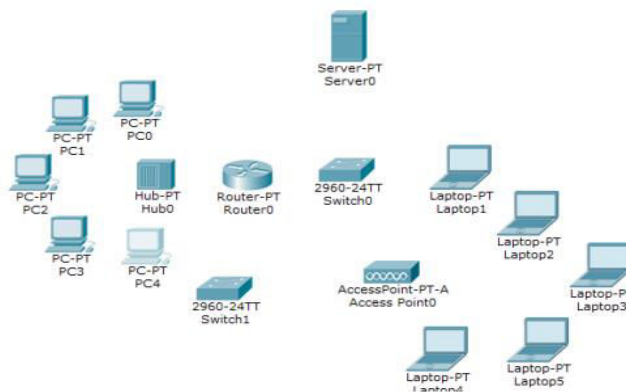 Server-PT
Server0
PC-PT
PC0
PC-PT
PC1
PC-PT
PC2
Hub-PT
Hub0
Router-PT
Router0
2960-24TT
Switch0
Laptop-PT
Laptop1
Laptop-PT
Laptop2
PC-PT
PC3
PC-PT
PC4
2960-24TT
Switch1
AccessPoint-PT-A
Access Point0
Laptop-P
Laptop3
Laptop-PT
Laptop4
Laptop-PT
Laptop5